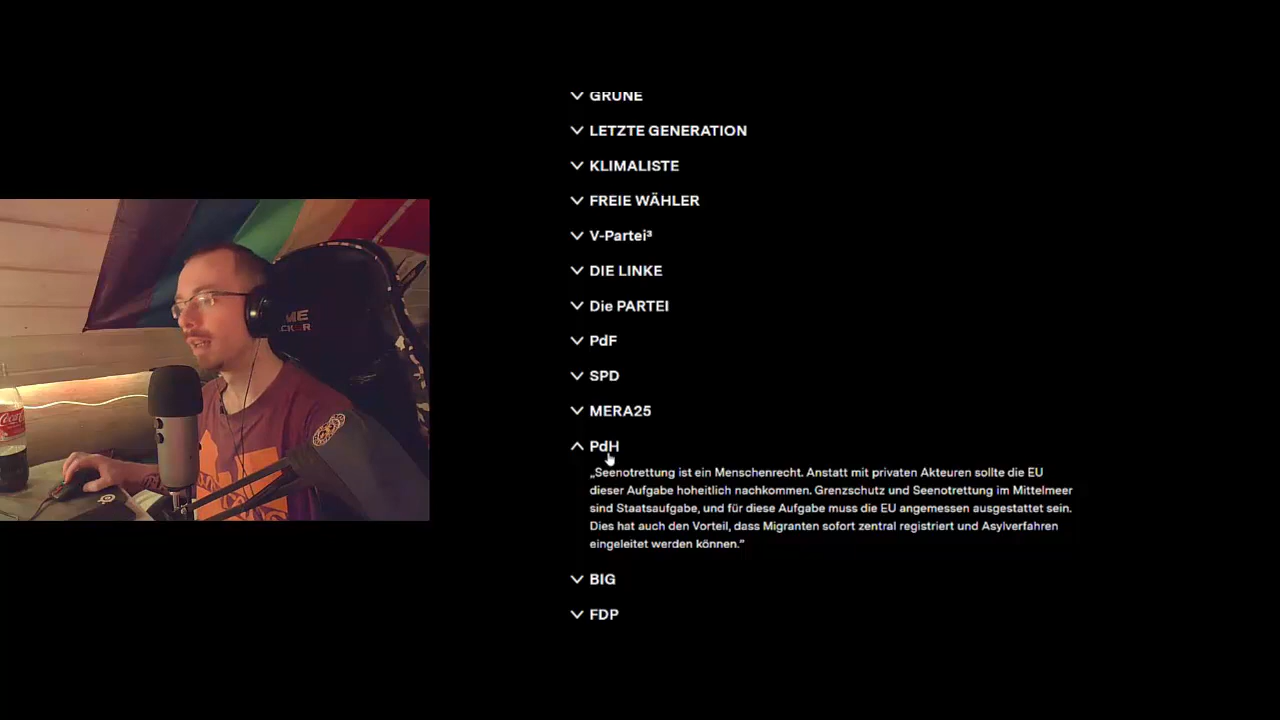 GRÜNE
LETZTE GENERATION
KLIMALISTE
FREIE WÄHLER
V-Partei³
DIE LINKE
Die PARTEI
PdF
SPD
MERA25
PdH
„Seenotrettung ist ein Menschenrecht. Anstatt mit privaten Akteuren sollte die EU
dieser Aufgabe hoheitlich nachkommen. Grenzschutz und Seenotrettung im Mittelmeer
sind Staatsaufgabe, und für diese Aufgabe muss die EU angemessen ausgestattet sein.
Dies hat auch den Vorteil, dass Migranten sofort zentral registriert und Asylverfahren
eingeleitet werden können.”
BIG
FDP